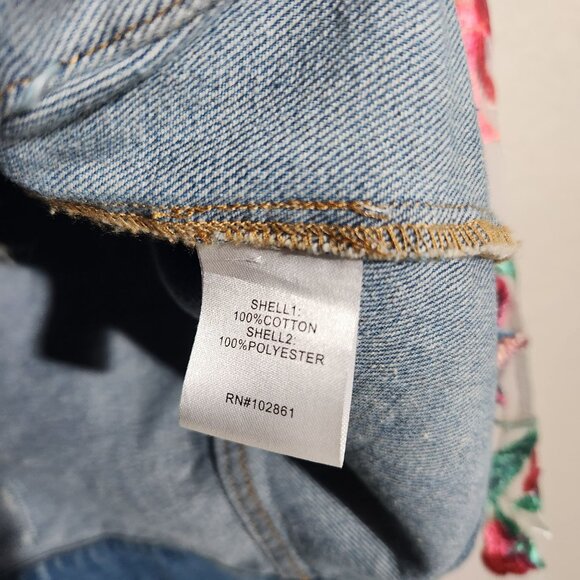 SHELL1:
100%COTTON
SHELL2:
100%POLYESTER
RN#102861